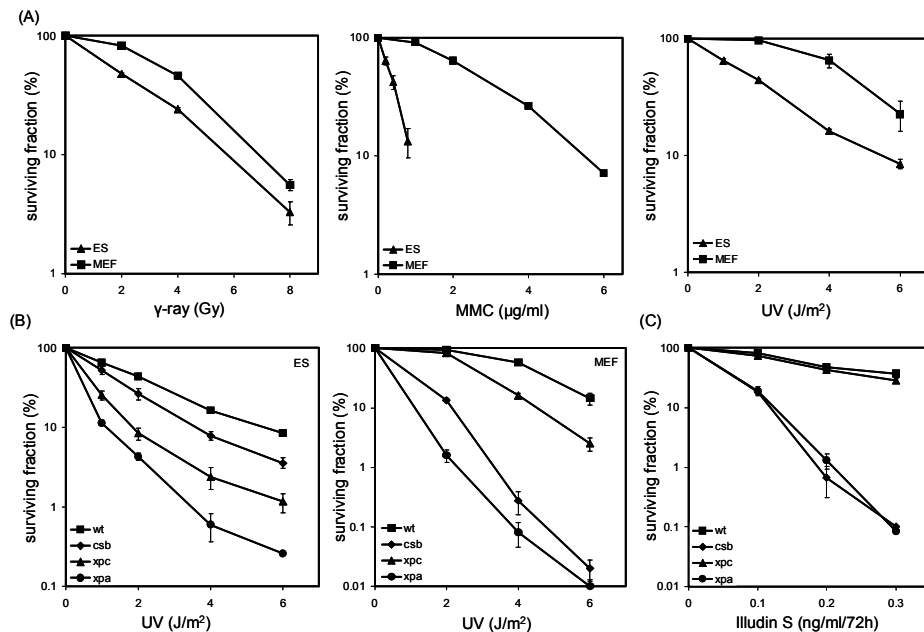 (A)
100
10
1
surviving fraction (%)
ES
MEF
0 2 4 6 8
γ-ray (Gy)
100
10
1
surviving fraction (%)
ES
MEF
0 2 4 6
MMC (µg/ml)
100
10
1
surviving fraction (%)
ES
MEF
0 2 4 6
UV (J/m²)
(B)
ES
100
10
1
0.1
surviving fraction (%)
wt
csb
xpc
xpa
0 2 4 6
UV (J/m²)
MEF
100
10
1
0.1
0.01
surviving fraction (%)
wt
csb
xpc
xpa
0 2 4 6
UV (J/m²)
(C)
100
10
1
0.1
0.01
surviving fraction (%)
wt
csb
xpc
xpa
0 0.1 0.2 0.3
Illudin S (ng/ml/72h)